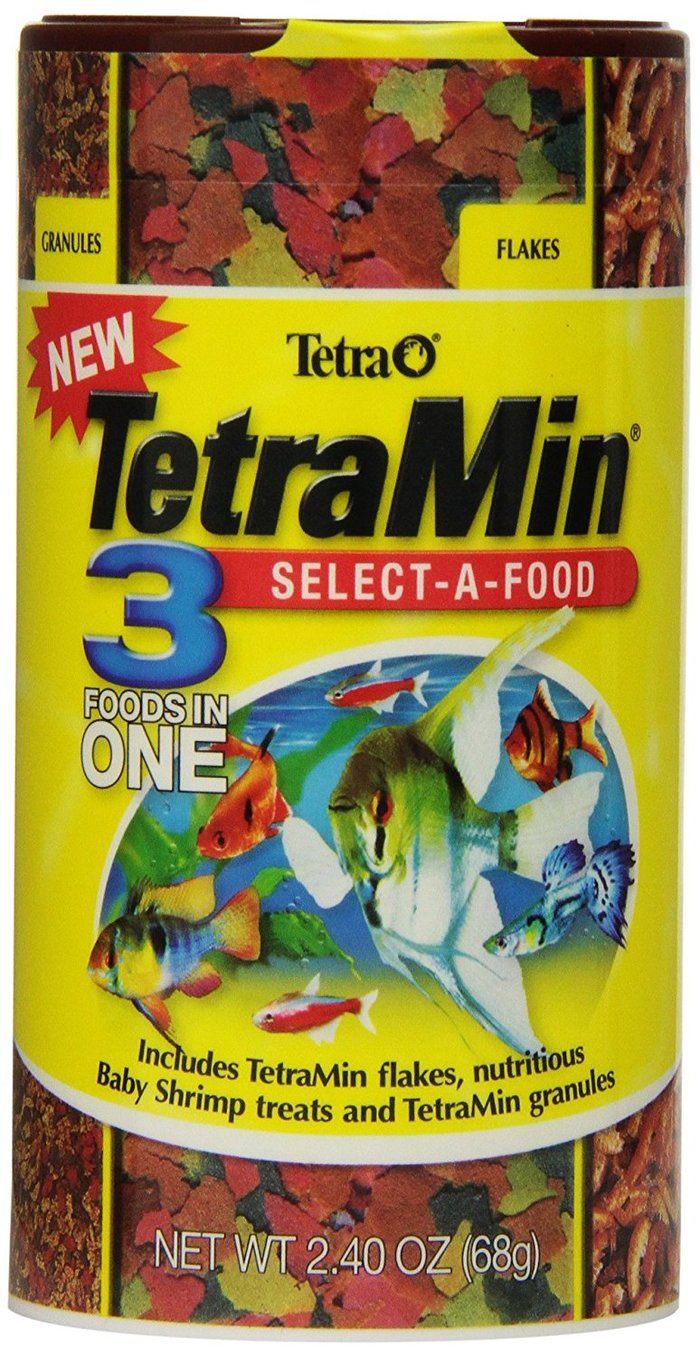 GRANULES
FLAKES
NEW
Tetra®
TetraMin®
3 SELECT-A-FOOD
FOODS IN
ONE
Includes TetraMin flakes, nutritious
Baby Shrimp treats and TetraMin granules
NET WT 2.40 OZ (68g)